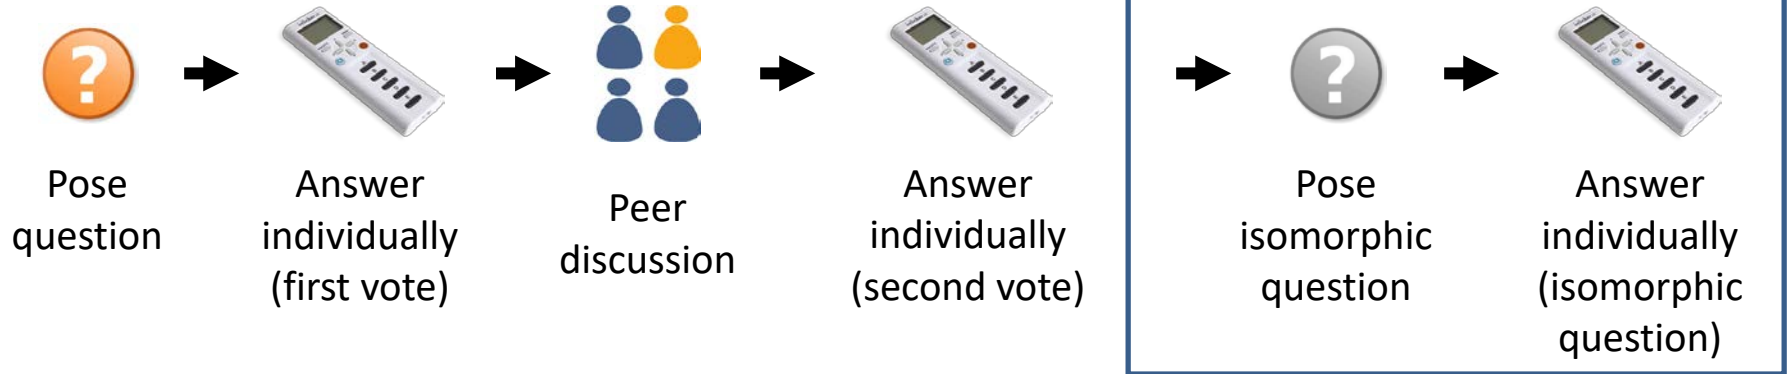 ?
?
Pose
question
Answer
individually
(first vote)
Peer
discussion
Answer
individually
(second vote)
Pose
isomorphic
question
Answer
individually
(isomorphic
question)